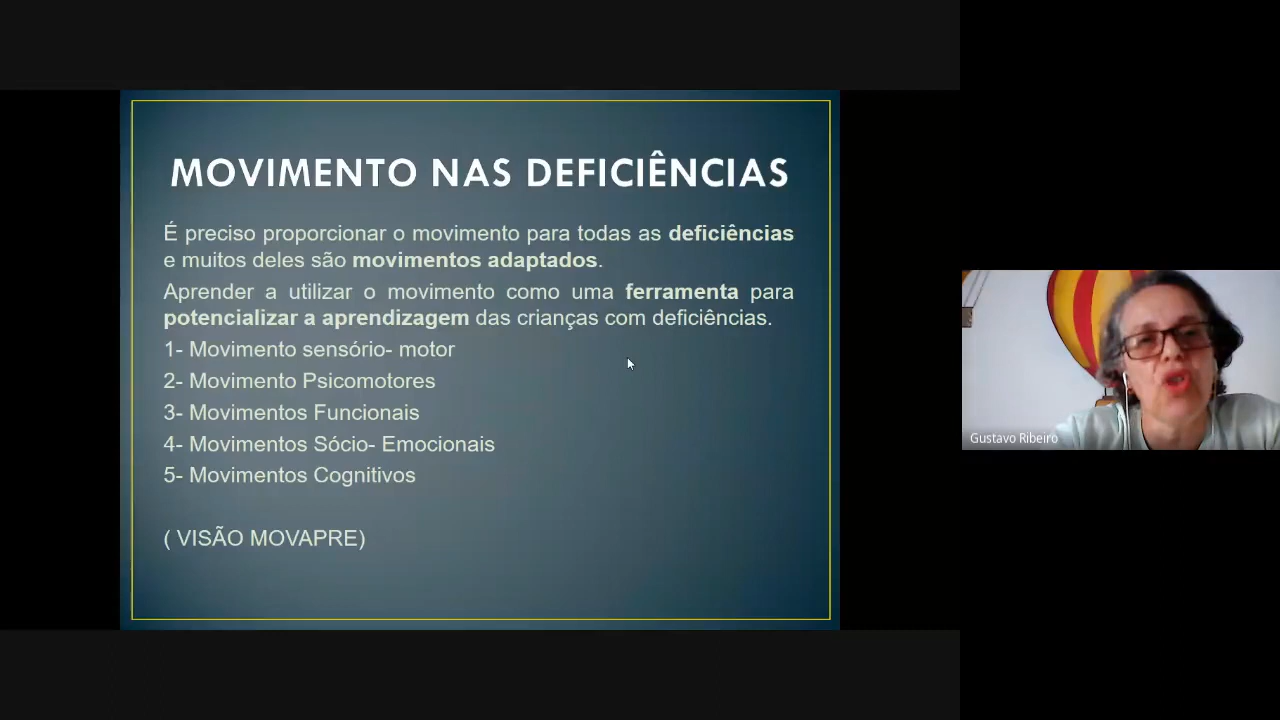 MOVIMENTO NAS DEFICIÊNCIAS
É preciso proporcionar o movimento para todas as deficiências
e muitos deles são movimentos adaptados.
Aprender a utilizar o movimento como uma ferramenta para
potencializar a aprendizagem das crianças com deficiências.
1- Movimento sensório- motor
2- Movimento Psicomotores
3- Movimentos Funcionais
4- Movimentos Sócio- Emocionais
5- Movimentos Cognitivos
( VISÃO MOVAPRE)
Gustavo Ribeiro